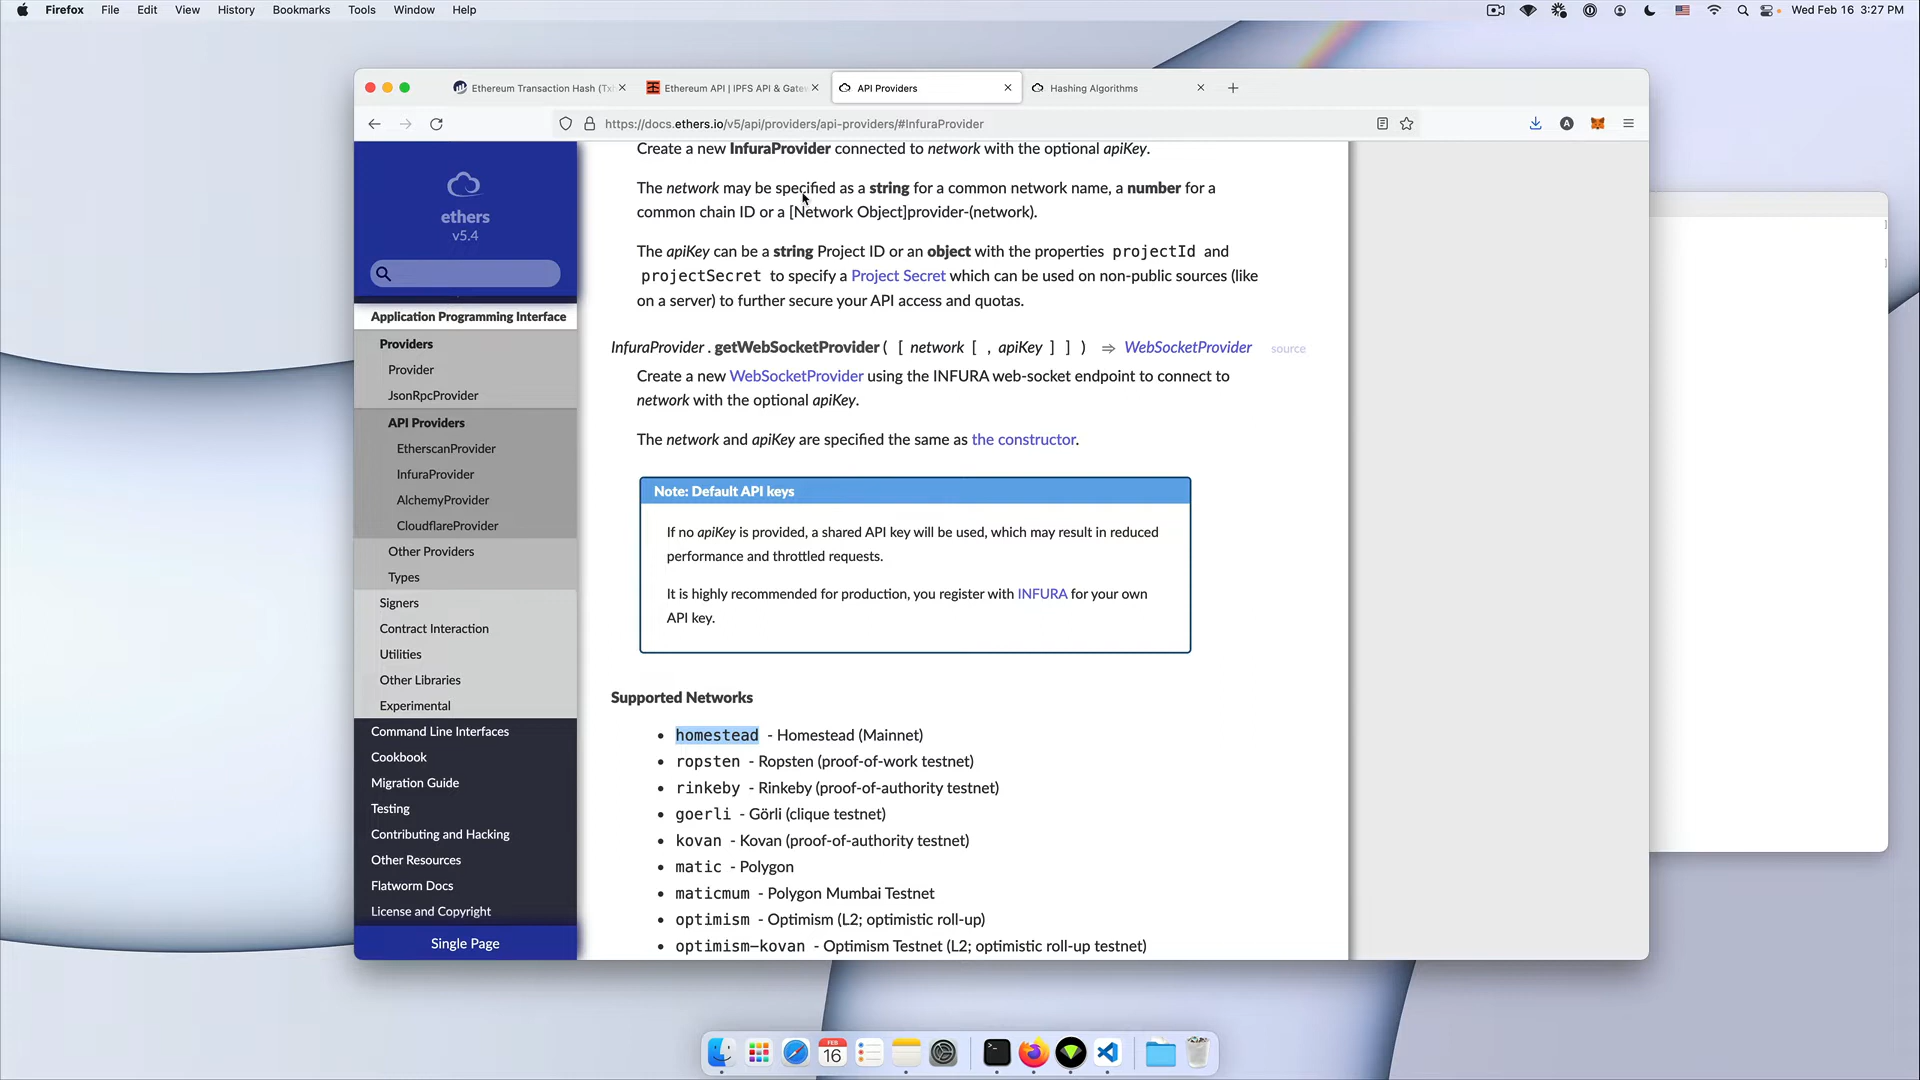 Firefox File Edit View History Bookmarks Tools Window Help Wed Feb 16 3:27 PM
Ethereum Transaction Hash (Tx Ethereum API | IPFS API & Gate API Providers Hashing Algorithms
https://docs.ethers.io/v5/api/providers/api-providers/#InfuraProvider
ethers
v5.4
Application Programming Interface
Providers
Provider
JsonRpcProvider
API Providers
EtherscanProvider
InfuraProvider
AlchemyProvider
CloudflareProvider
Other Providers
Types
Signers
Contract Interaction
Utilities
Other Libraries
Experimental
Command Line Interfaces
Cookbook
Migration Guide
Testing
Contributing and Hacking
Other Resources
Flatworm Docs
License and Copyright
Single Page
Create a new InfuraProvider connected to network with the optional apiKey.
The network may be specified as a string for a common network name, a number for a
common chain ID or a [Network Object]provider-(network).
The apiKey can be a string Project ID or an object with the properties projectId and
projectSecret to specify a Project Secret which can be used on non-public sources (like
on a server) to further secure your API access and quotas.
InfuraProvider . getWebSocketProvider ( [ network [ , apiKey ] ] ) ⇒ WebSocketProvider source
Create a new WebSocketProvider using the INFURA web-socket endpoint to connect to
network with the optional apiKey.
The network and apiKey are specified the same as the constructor.
Note: Default API keys
If no apiKey is provided, a shared API key will be used, which may result in reduced
performance and throttled requests.
It is highly recommended for production, you register with INFURA for your own
API key.
Supported Networks
• homestead - Homestead (Mainnet)
• ropsten - Ropsten (proof-of-work testnet)
• rinkeby - Rinkeby (proof-of-authority testnet)
• goerli - Görli (clique testnet)
• kovan - Kovan (proof-of-authority testnet)
• matic - Polygon
• maticmum - Polygon Mumbai Testnet
• optimism - Optimism (L2; optimistic roll-up)
• optimism-kovan - Optimism Testnet (L2; optimistic roll-up testnet)
FEB
16